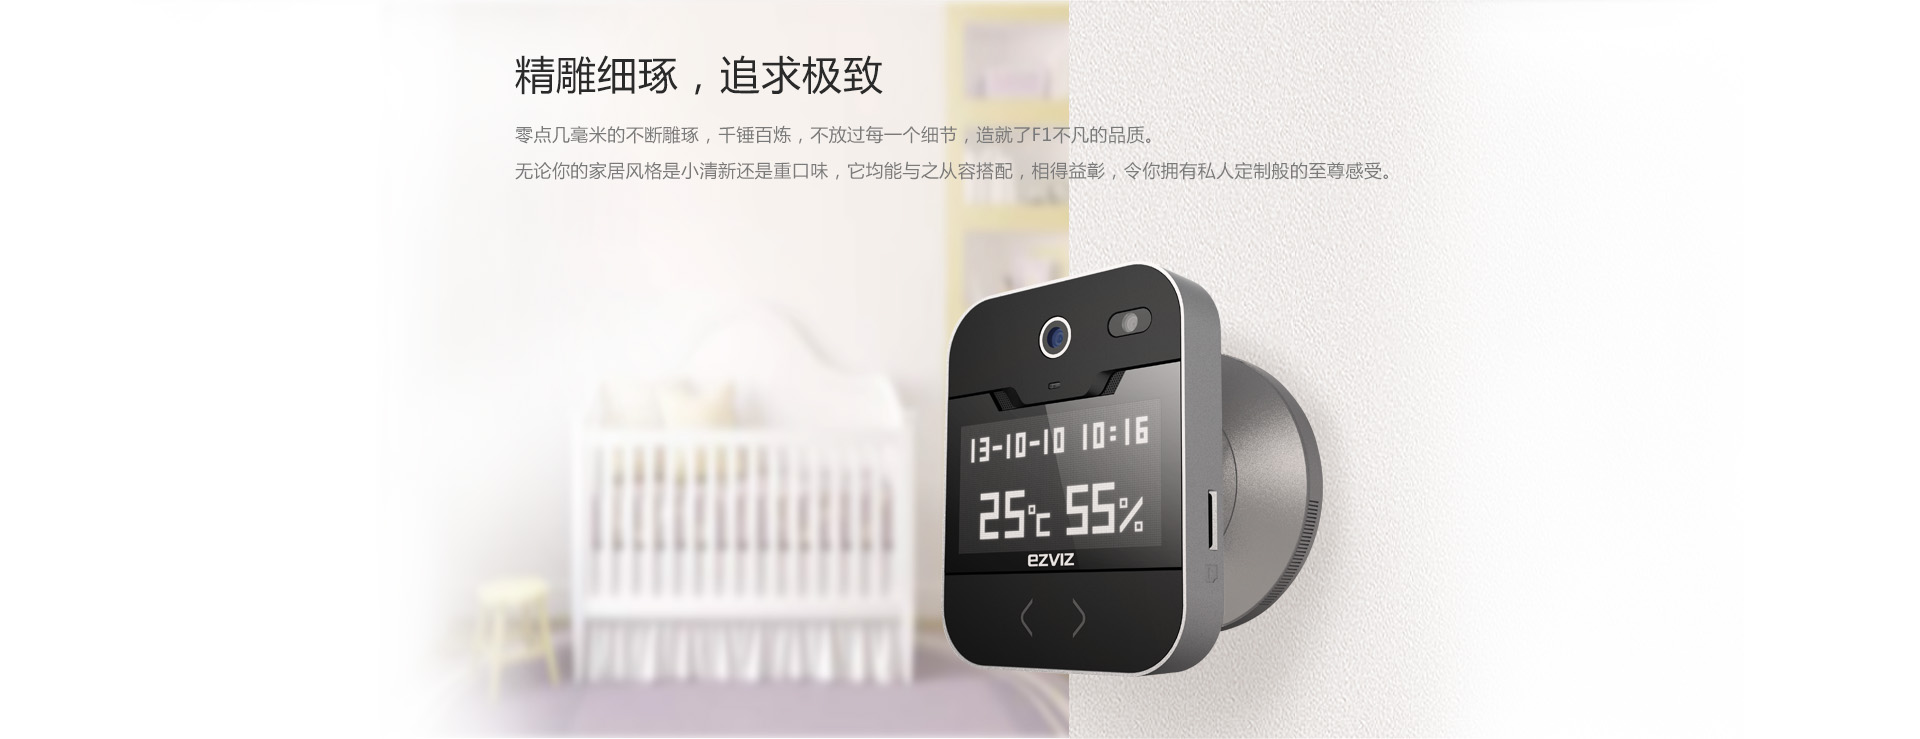 精雕细琢，追求极致
零点几毫米的不断雕琢，千锤百炼，不放过每一个细节，造就了F1不凡的品质。
无论你的家居风格是小清新还是重口味，它均能与之从容搭配，相得益彰，令你拥有私人定制般的至尊感受。
13-10-10 10:16
25℃ 55%
ezviz